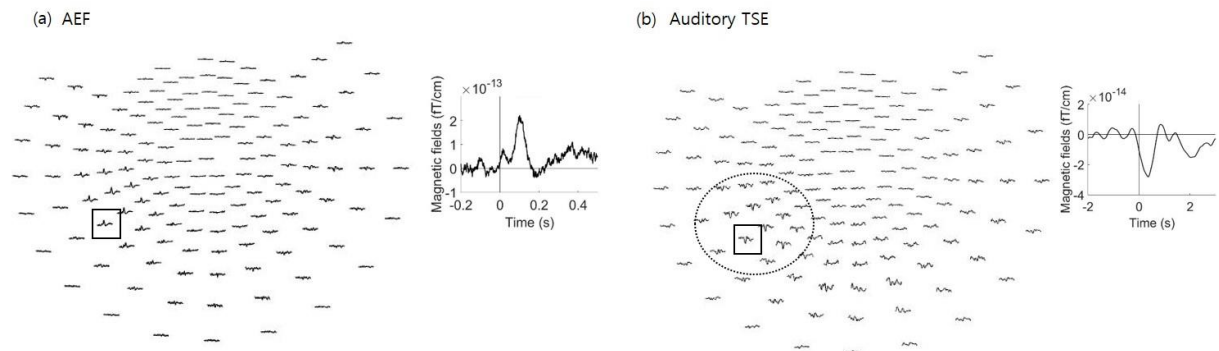 (a) AEF
(b) Auditory TSE
×10⁻¹³
Magnetic fields (fT/cm)
2
1
0
-1
-0.2 0 0.2 0.4
Time (s)
×10⁻¹⁴
Magnetic fields (fT/cm)
2
0
-2
-4
-2 0 2
Time (s)